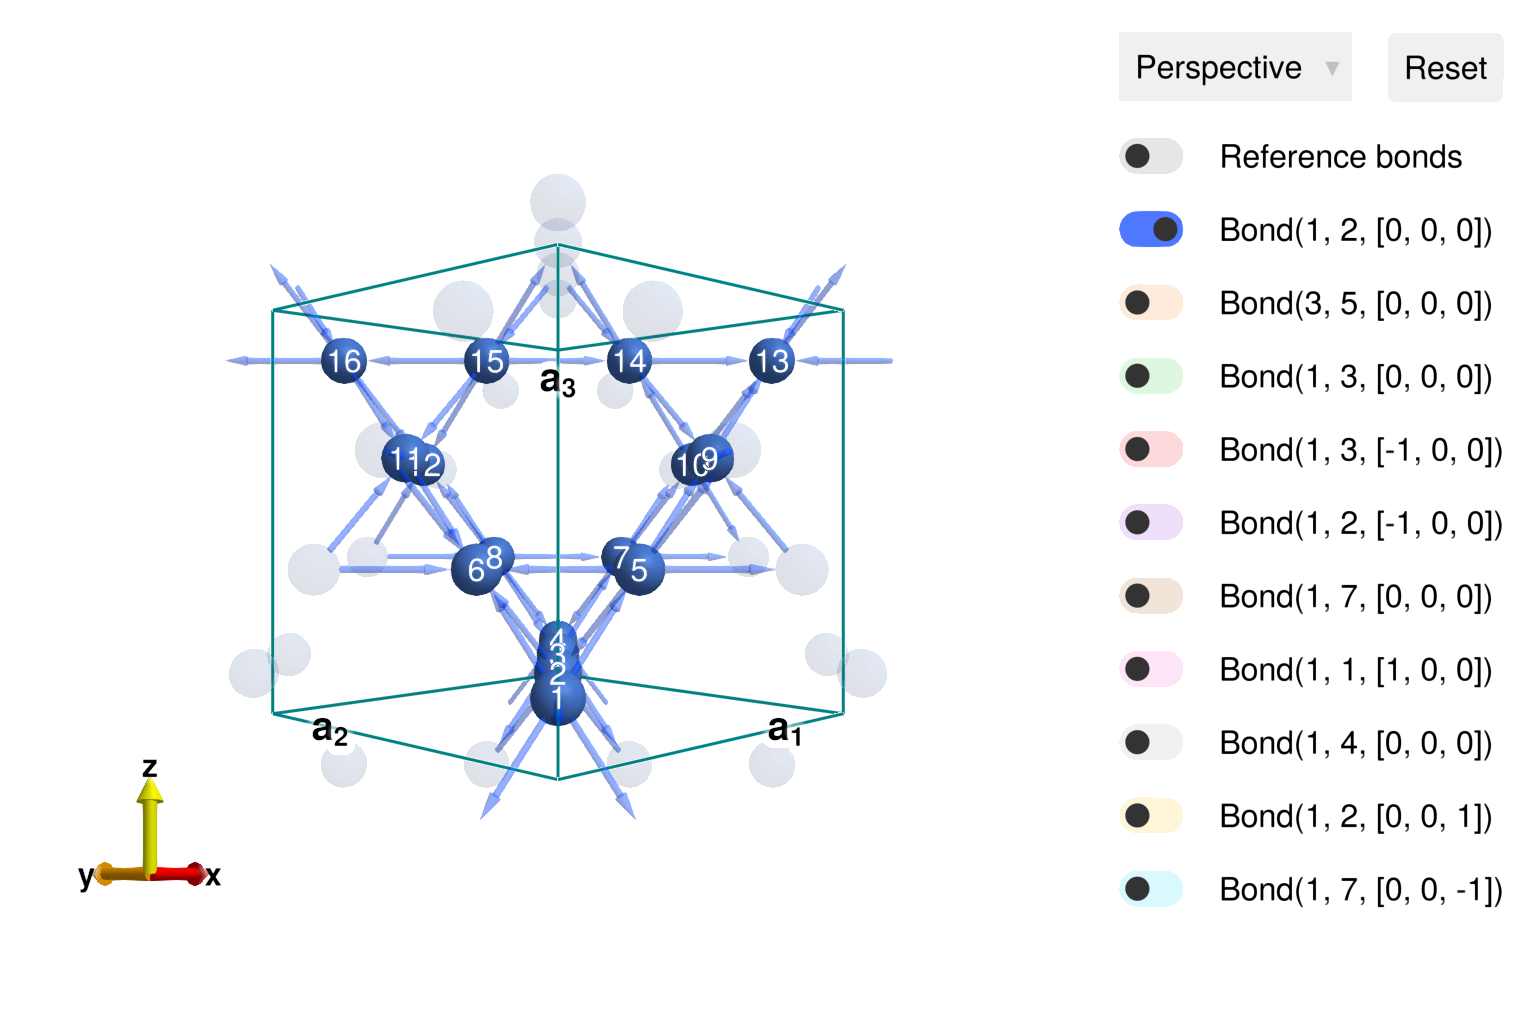 Perspective ▼ Reset
Reference bonds
Bond(1, 2, [0, 0, 0])
Bond(3, 5, [0, 0, 0])
Bond(1, 3, [0, 0, 0])
Bond(1, 3, [-1, 0, 0])
Bond(1, 2, [-1, 0, 0])
Bond(1, 7, [0, 0, 0])
Bond(1, 1, [1, 0, 0])
Bond(1, 4, [0, 0, 0])
Bond(1, 2, [0, 0, 1])
Bond(1, 7, [0, 0, -1])
16 15 14 13
a₃
11 12 10 9
8 7
6 5
4
3
2
1
a₂ a₁
z
y x